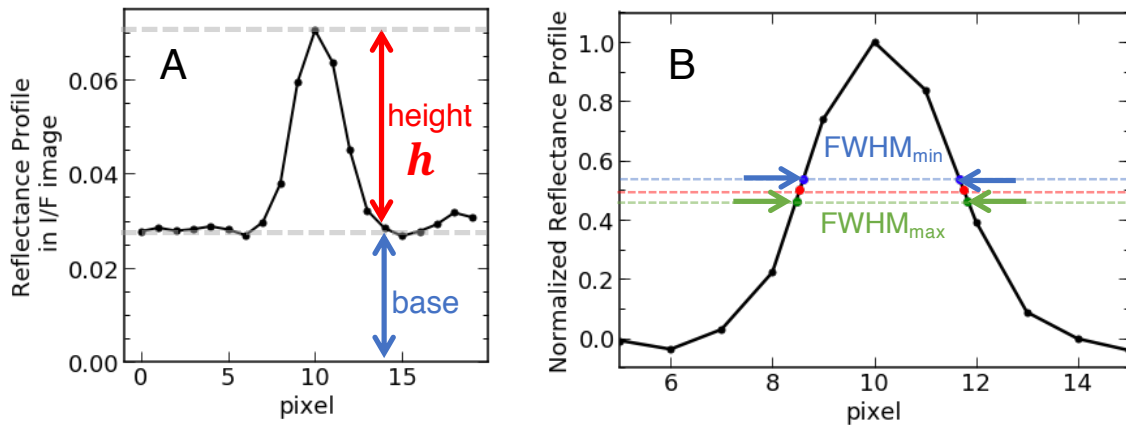 A
Reflectance Profile
in I/F image
0.06
0.04
0.02
0.00
height
h
base
0
5
10
15
pixel
B
Normalized Reflectance Profile
1.0
0.8
0.6
0.4
0.2
0.0
FWHMmin
FWHMmax
6
8
10
12
14
pixel